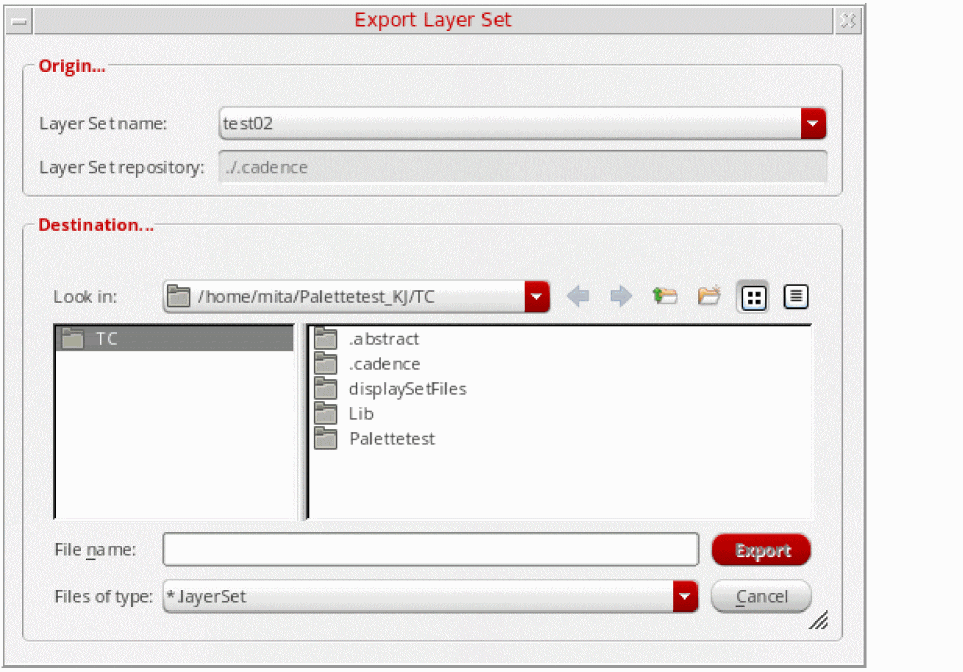 Export Layer Set
Origin...
Layer Set name: test02
Layer Set repository: ./.cadence
Destination...
Look in: /home/mita/Palettetest_KJ/TC
TC
.abstract
.cadence
displaySetFiles
Lib
Palettetest
File name: Export
Files of type: *.layerSet Cancel